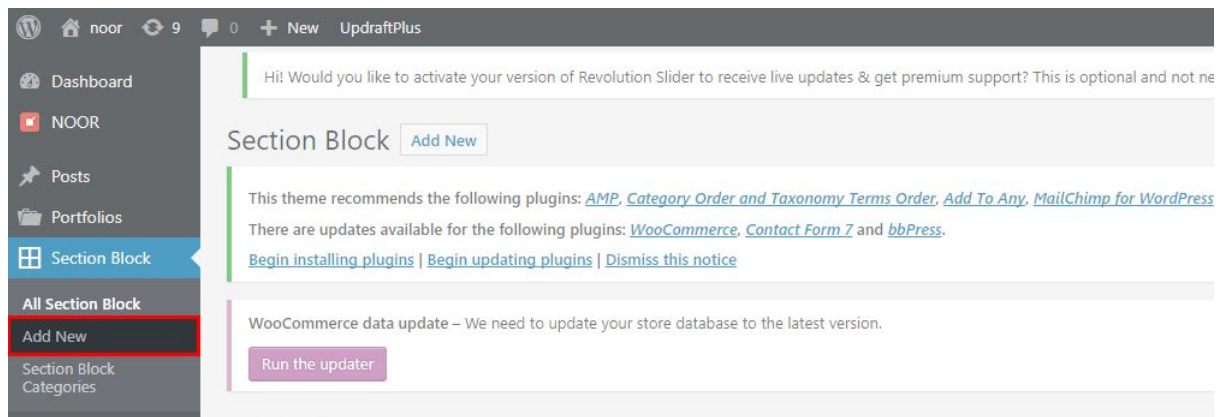 noor 9 0 + New UpdraftPlus
Dashboard
NOOR
Posts
Portfolios
Section Block
All Section Block
Add New
Section Block
Categories
Hi! Would you like to activate your version of Revolution Slider to receive live updates & get premium support? This is optional and not ne
Section Block Add New
This theme recommends the following plugins: AMP, Category Order and Taxonomy Terms Order, Add To Any, MailChimp for WordPress
There are updates available for the following plugins: WooCommerce, Contact Form 7 and bbPress.
Begin installing plugins | Begin updating plugins | Dismiss this notice
WooCommerce data update – We need to update your store database to the latest version.
Run the updater